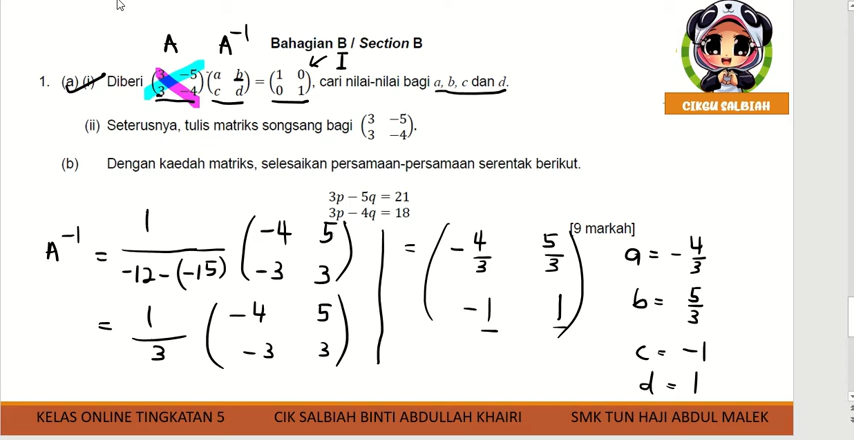 A A⁻¹ Bahagian B / Section B
I
1. (a) (i) Diberi (3 −5; 3 −4)(a b; c d) = (1 0; 0 1), cari nilai-nilai bagi a, b, c dan d.
CIKGU SALBIAH
(ii) Seterusnya, tulis matriks songsang bagi (3 −5; 3 −4).
(b) Dengan kaedah matriks, selesaikan persamaan-persamaan serentak berikut.
3p − 5q = 21
3p − 4q = 18
[9 markah]
A⁻¹ = 1/(-12-(-15)) (-4 5; -3 3) = (-4/3 5/3; -1 1)
= 1/3 (-4 5; -3 3)
a = -4/3
b = 5/3
c = -1
d = 1
KELAS ONLINE TINGKATAN 5 CIK SALBIAH BINTI ABDULLAH KHAIRI SMK TUN HAJI ABDUL MALEK